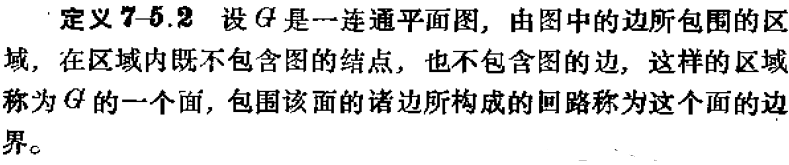 定义7-5.2 设G是一连通平面图, 由图中的边所包围的区
域, 在区域内既不包含图的结点, 也不包含图的边, 这样的区域
称为G的一个面, 包围该面的诸边所构成的回路称为这个面的边
界。